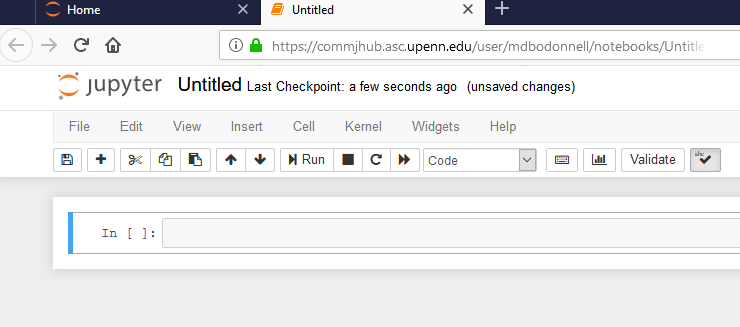 Home
Untitled
https://commjhub.asc.upenn.edu/user/mdbodonnell/notebooks/Untitle
jupyter Untitled Last Checkpoint: a few seconds ago (unsaved changes)
File Edit View Insert Cell Kernel Widgets Help
Run Code Validate abc
In [ ]: